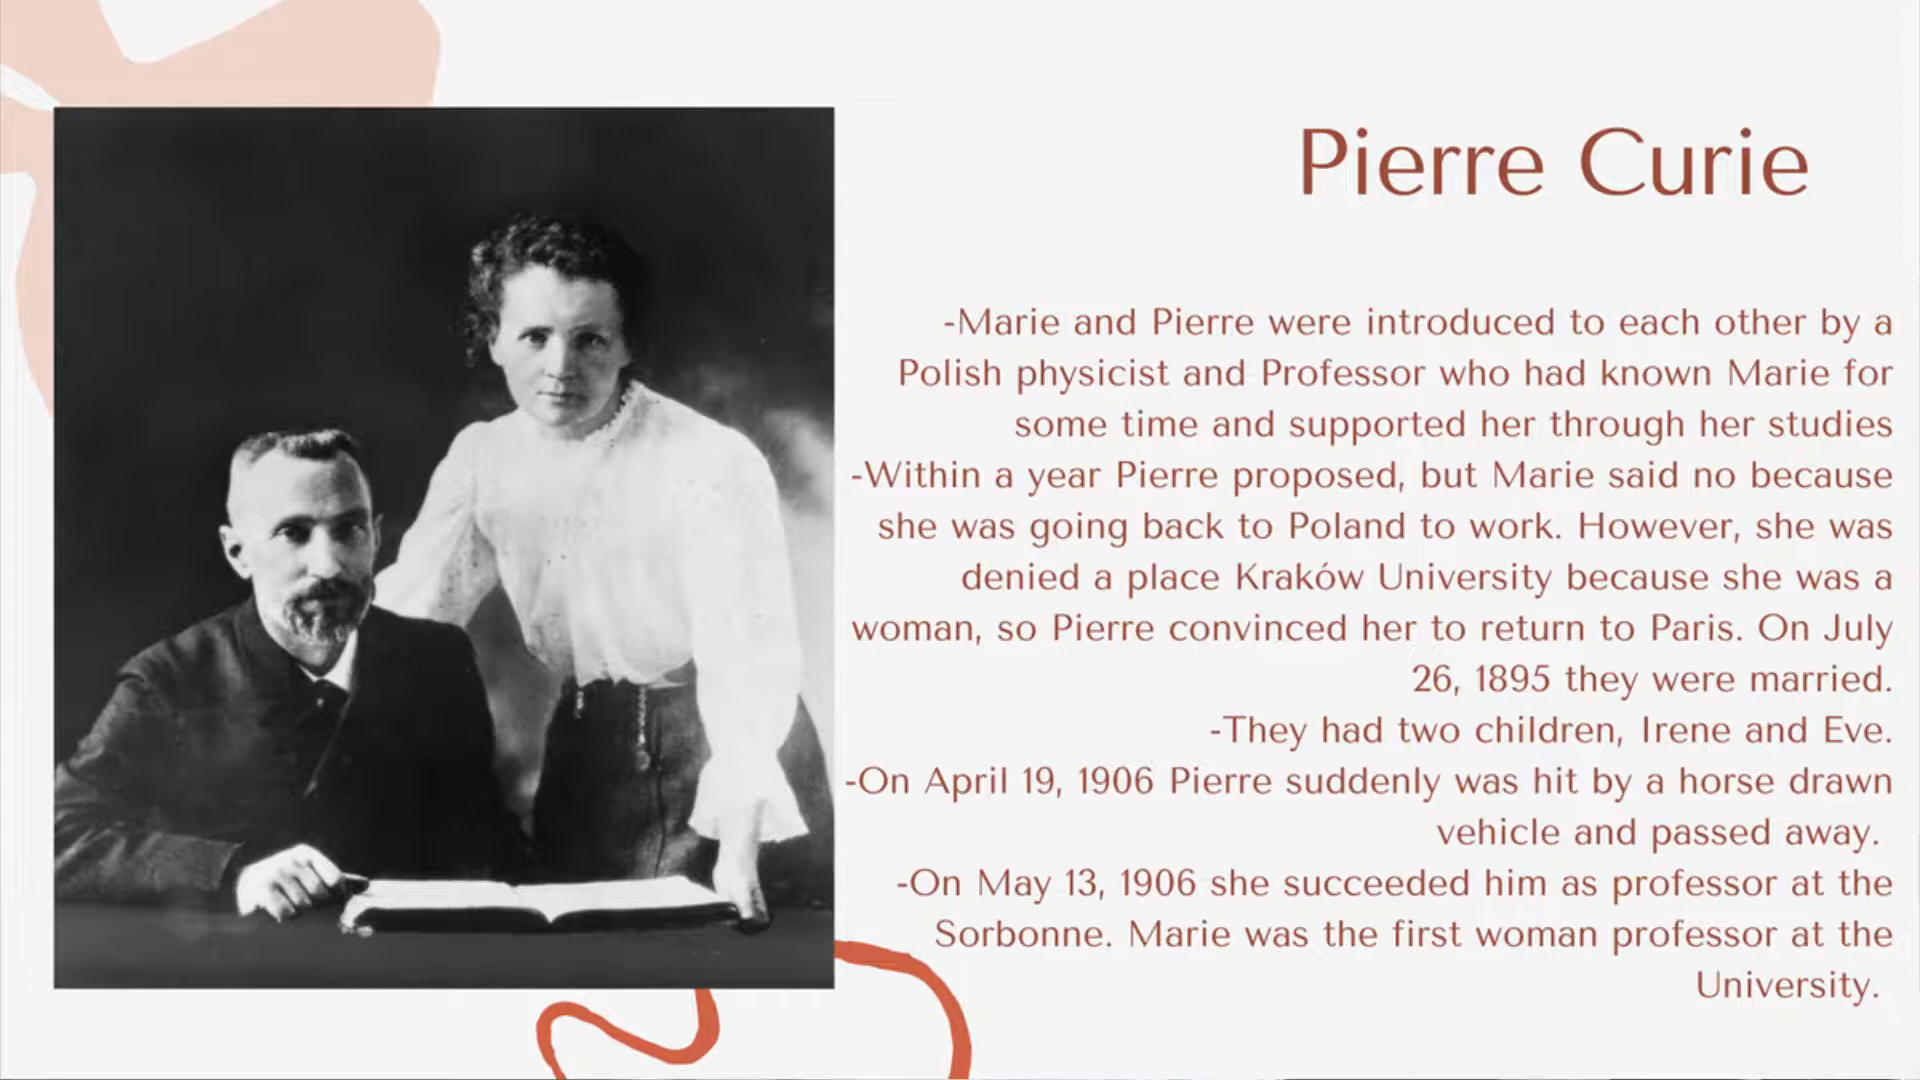 Pierre Curie
-Marie and Pierre were introduced to each other by a
Polish physicist and Professor who had known Marie for
some time and supported her through her studies
-Within a year Pierre proposed, but Marie said no because
she was going back to Poland to work. However, she was
denied a place Kraków University because she was a
woman, so Pierre convinced her to return to Paris. On July
26, 1895 they were married.
-They had two children, Irene and Eve.
-On April 19, 1906 Pierre suddenly was hit by a horse drawn
vehicle and passed away.
-On May 13, 1906 she succeeded him as professor at the
Sorbonne. Marie was the first woman professor at the
University.